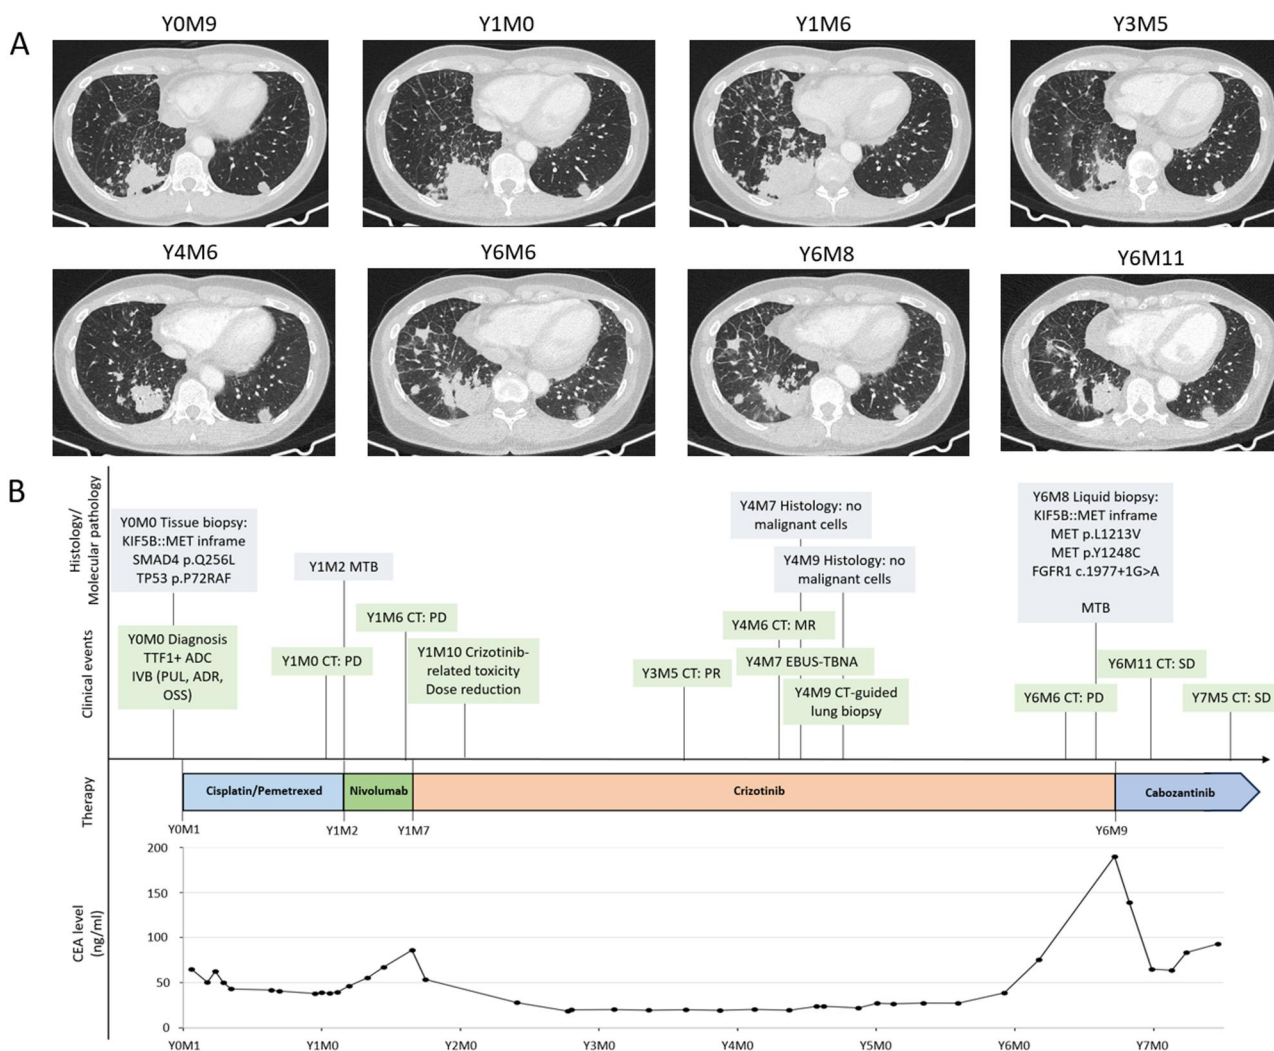 A
Y0M9
Y1M0
Y1M6
Y3M5
Y4M6
Y6M6
Y6M8
Y6M11
B
Histology/
Molecular pathology
Y0M0 Tissue biopsy:
KIF5B::MET inframe
SMAD4 p.Q256L
TP53 p.P72RAF
Y1M2 MTB
Y4M7 Histology: no
malignant cells
Y4M9 Histology: no
malignant cells
Y6M8 Liquid biopsy:
KIF5B::MET inframe
MET p.L1213V
MET p.Y1248C
FGFR1 c.1977+1G>A
MTB
Clinical events
Y0M0 Diagnosis
TTF1+ ADC
IVB (PUL, ADR,
OSS)
Y1M0 CT: PD
Y1M6 CT: PD
Y1M10 Crizotinib-
related toxicity
Dose reduction
Y3M5 CT: PR
Y4M6 CT: MR
Y4M7 EBUS-TBNA
Y4M9 CT-guided
lung biopsy
Y6M6 CT: PD
Y6M11 CT: SD
Y7M5 CT: SD
Therapy
Cisplatin/Pemetrexed
Nivolumab
Crizotinib
Cabozantinib
Y0M1
Y1M2
Y1M7
Y6M9
CEA level
(ng/ml)
200
150
100
50
0
Y0M1
Y1M0
Y2M0
Y3M0
Y4M0
Y5M0
Y6M0
Y7M0